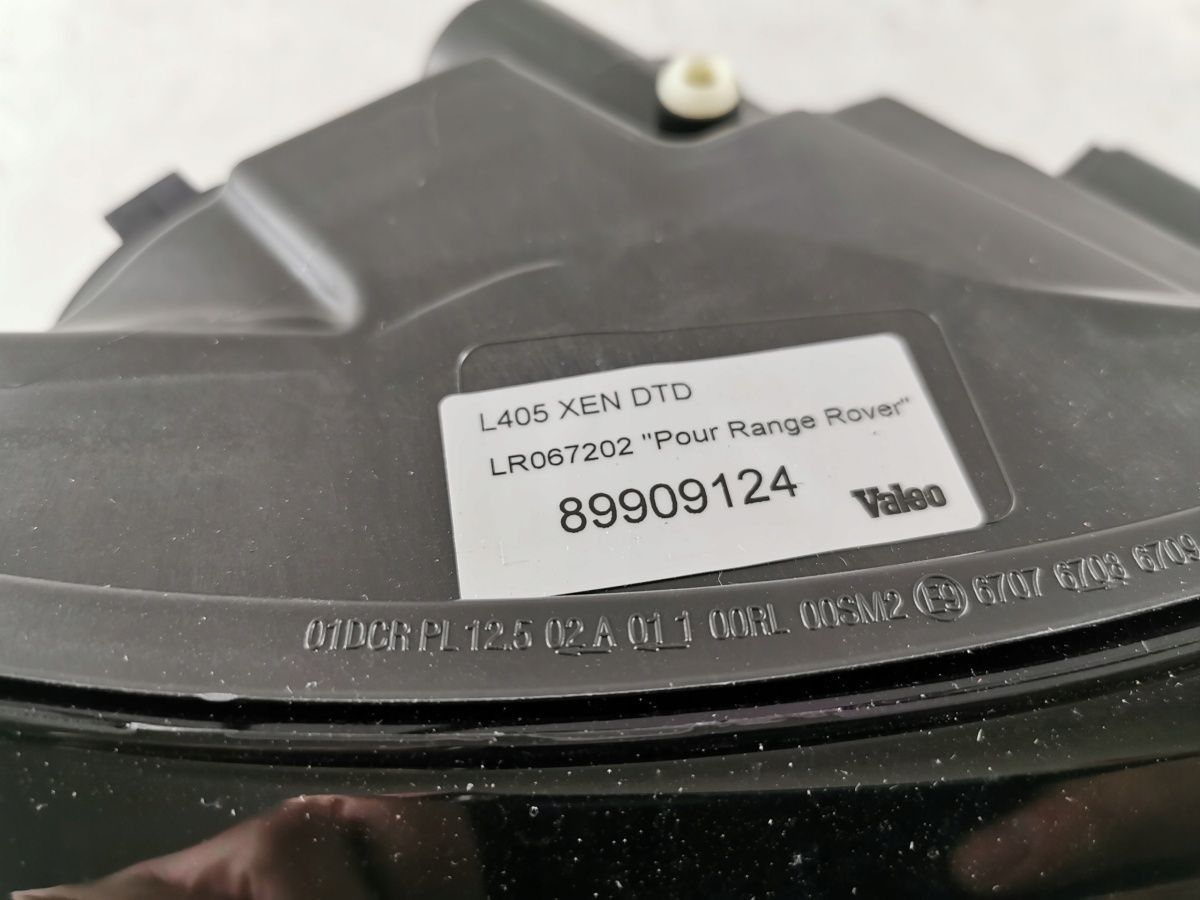 L405 XEN DTD
LR067202 "Pour Range Rover"
89909124
Valeo
01DCR PL 12.5 02 A 01 1 00RL 00SM2 E9 6707 6708 6709